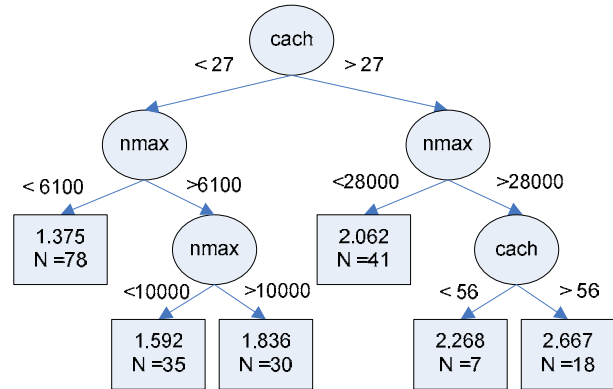 cach
< 27
> 27
nmax
nmax
< 6100
>6100
<28000
>28000
1.375
N =78
nmax
2.062
N =41
cach
<10000
>10000
< 56
> 56
1.592
N =35
1.836
N =30
2.268
N =7
2.667
N =18